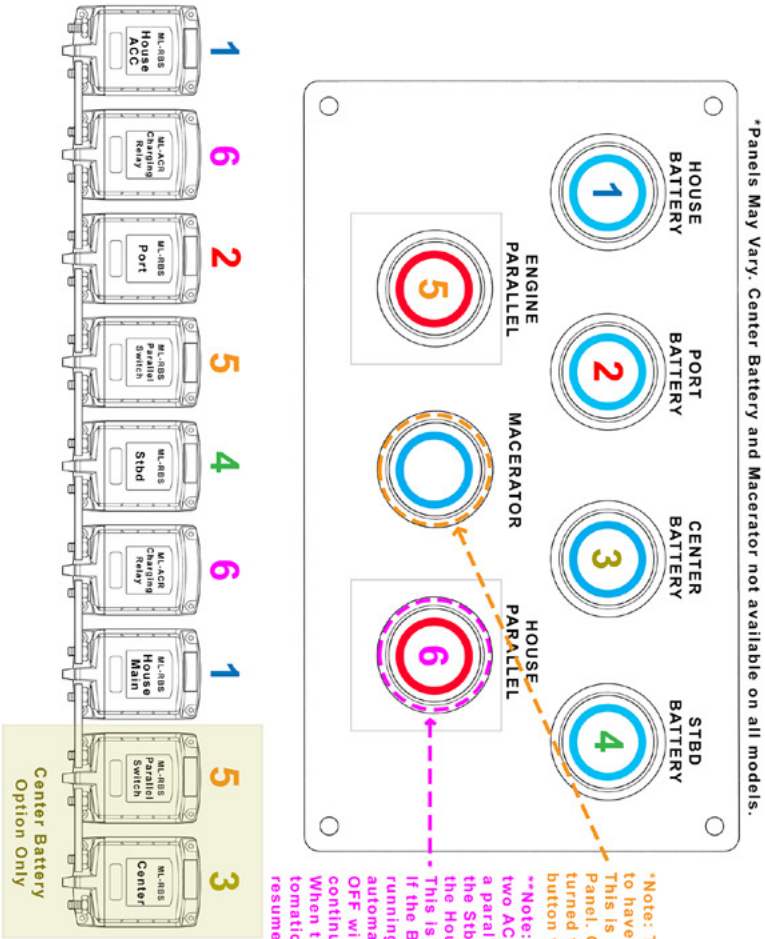 *Panels May Vary. Center Battery and Macerator not available on all models.
HOUSE
BATTERY
PORT
BATTERY
CENTER
BATTERY
STBD
BATTERY
1
2
3
4
ENGINE
PARALLEL
MACERATOR
HOUSE
PARALLEL
5
6
*Note: T
to have
This is
Panel. 
turned
button
**Note:
two AC
a paral
the Stb
the Hou
This is
If the B
running
automa
OFF wi
continu
When t
tomatic
resume
1
6
2
5
4
6
1
5
3
ML-RBS
House
ACC
ML-ACR
Charging
Relay
ML-RBS
Port
ML-RBS
Parallel
Switch
ML-RBS
Stbd
ML-ACR
Charging
Relay
ML-RBS
House
Main
ML-RBS
Parallel
Switch
ML-RBS
Center
Center Battery
Option Only